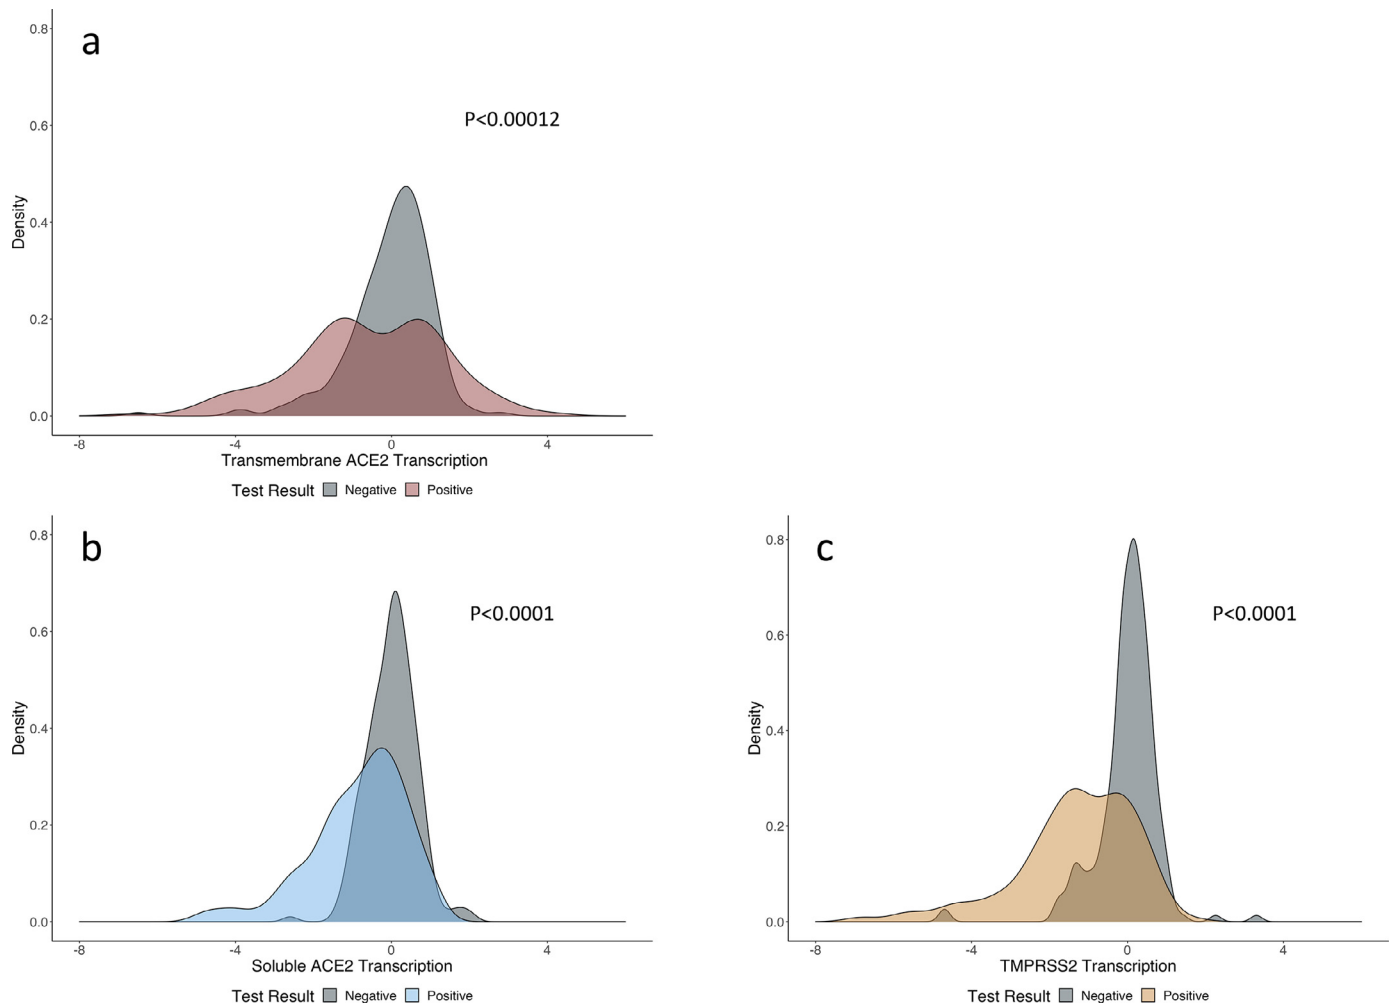 a
P<0.00012
Density
0.8
0.6
0.4
0.2
0.0
-8 -4 0 4
Transmembrane ACE2 Transcription
Test Result Negative Positive
b
P<0.0001
Density
0.8
0.6
0.4
0.2
0.0
-8 -4 0 4
Soluble ACE2 Transcription
Test Result Negative Positive
c
P<0.0001
Density
0.8
0.6
0.4
0.2
0.0
-8 -4 0 4
TMPRSS2 Transcription
Test Result Negative Positive